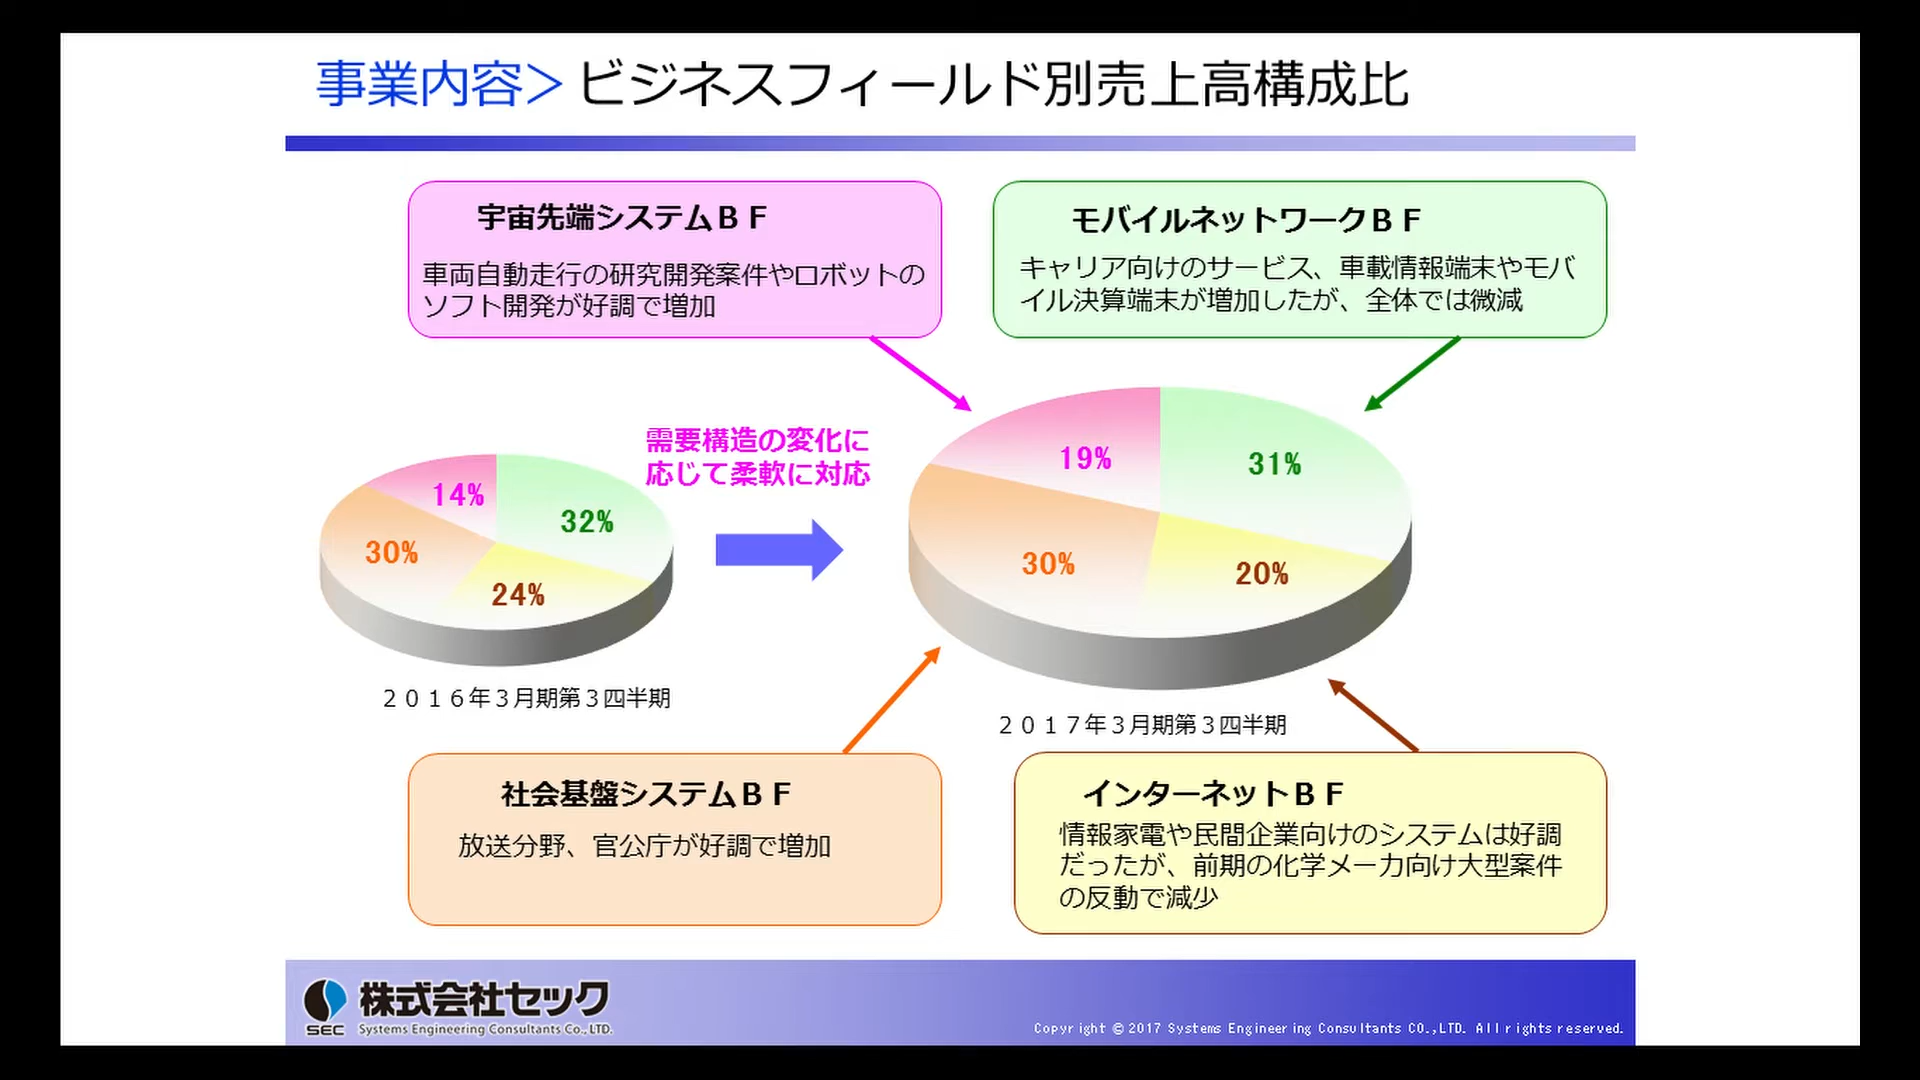 事業内容＞ビジネスフィールド別売上高構成比
宇宙先端システムＢＦ
車両自動走行の研究開発案件やロボットの
ソフト開発が好調で増加
モバイルネットワークＢＦ
キャリア向けのサービス、車載情報端末やモバ
イル決算端末が増加したが、全体では微減
14%
32%
30%
24%
２０１６年３月期第３四半期
需要構造の変化に
応じて柔軟に対応
19%
31%
30%
20%
２０１７年３月期第３四半期
社会基盤システムＢＦ
放送分野、官公庁が好調で増加
インターネットＢＦ
情報家電や民間企業向けのシステムは好調
だったが、前期の化学メーカ向け大型案件
の反動で減少
SEC
株式会社セック
Systems Engineering Consultants Co., LTD.
Copyright © 2017 Systems Engineering Consultants CO.,LTD. All rights reserved.